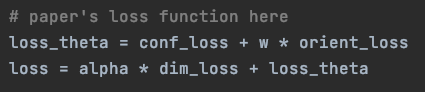 # paper's loss function here
loss_theta = conf_loss + w * orient_loss
loss = alpha * dim_loss + loss_theta